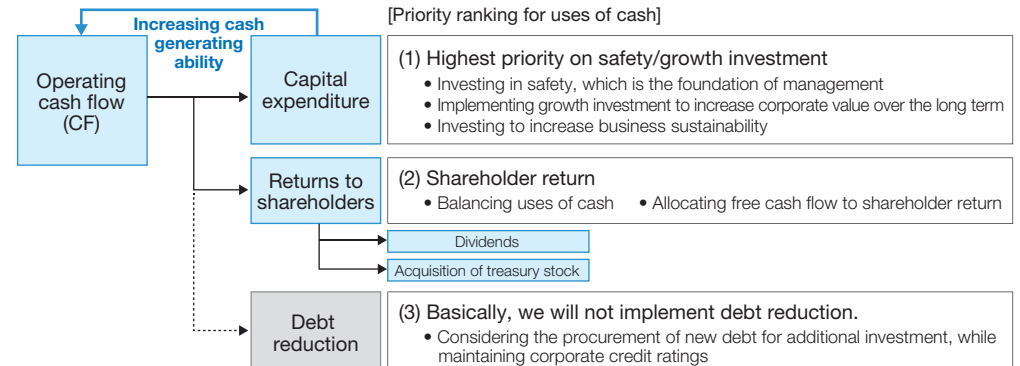 [Priority ranking for uses of cash]
Increasing cash
generating
ability
Operating
cash flow
(CF)
Capital
expenditure
(1) Highest priority on safety/growth investment
• Investing in safety, which is the foundation of management
• Implementing growth investment to increase corporate value over the long term
• Investing to increase business sustainability
Returns to
shareholders
(2) Shareholder return
• Balancing uses of cash • Allocating free cash flow to shareholder return
Dividends
Acquisition of treasury stock
Debt
reduction
(3) Basically, we will not implement debt reduction.
• Considering the procurement of new debt for additional investment, while
maintaining corporate credit ratings